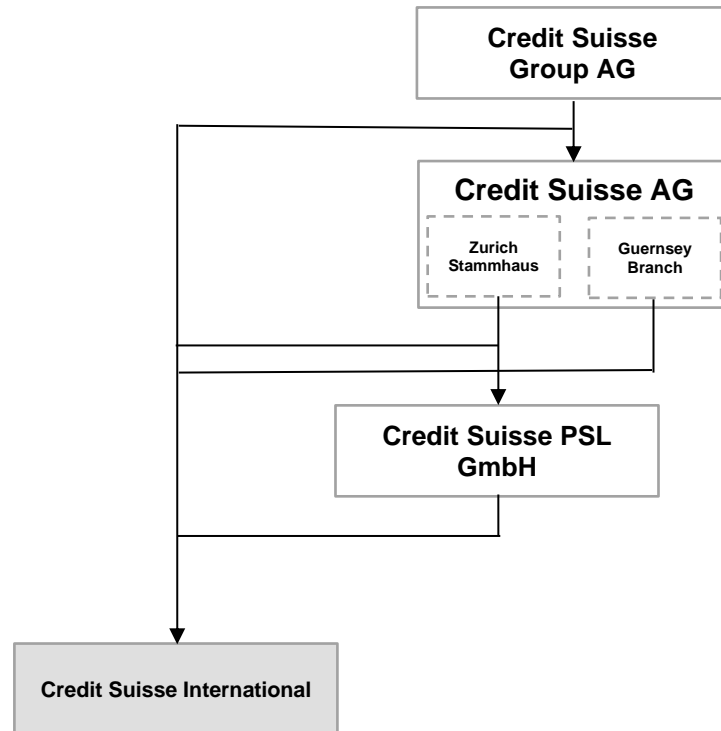 Credit Suisse
Group AG
Credit Suisse AG
Zurich
Stammhaus
Guernsey
Branch
Credit Suisse PSL
GmbH
Credit Suisse International